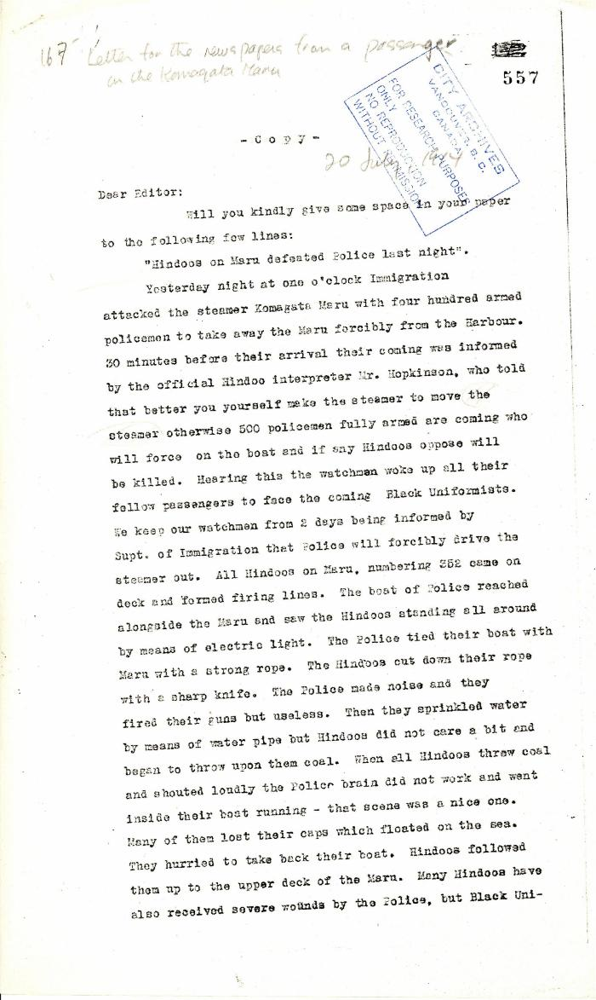 167 Letter for the newspapers from a passenger
on the Komagata Maru
557
CITY ARCHIVES
VANCOUVER, B. C.
CANADA
FOR RESEARCH PURPOSES
ONLY
NO REPRODUCTION
WITHOUT PERMISSION
- C o p y -
20 July 1914
Dear Editor:
Will you kindly give some space in your paper
to the following few lines:
"Hindoos on Maru defeated Police last night".
Yesterday night at one o'clock Immigration
attacked the steamer Komagata Maru with four hundred armed
policemen to take away the Maru forcibly from the Harbour.
30 minutes before their arrival their coming was informed
by the official Hindoo interpreter Mr. Hopkinson, who told
that better you yourself make the steamer to move the
steamer otherwise 500 policemen fully armed are coming who
will force on the boat and if any Hindoos oppose will
be killed. Hearing this the watchman woke up all their
fellow passengers to face the coming Black Uniformists.
We keep our watchmen from 2 days being informed by
Supt. of Immigration that Police will forcibly drive the
steamer out. All Hindoos on Maru, numbering 352 came on
deck and formed firing lines. The boat of Police reached
alongside the Maru and saw the Hindoos standing all around
by means of electric light. The Police tied their boat with
Maru with a strong rope. The Hindoos cut down their rope
with a sharp knife. The Police made noise and they
fired their guns but useless. Then they sprinkled water
by means of water pipe but Hindoos did not care a bit and
began to throw upon them coal. When all Hindoos threw coal
and shouted loudly the Police brain did not work and went
inside their boat running - that scene was a nice one.
Many of them lost their caps which floated on the sea.
They hurried to take back their boat. Hindoos followed
them up to the upper deck of the Maru. Many Hindoos have
also received severe wounds by the Police, but Black Uni-